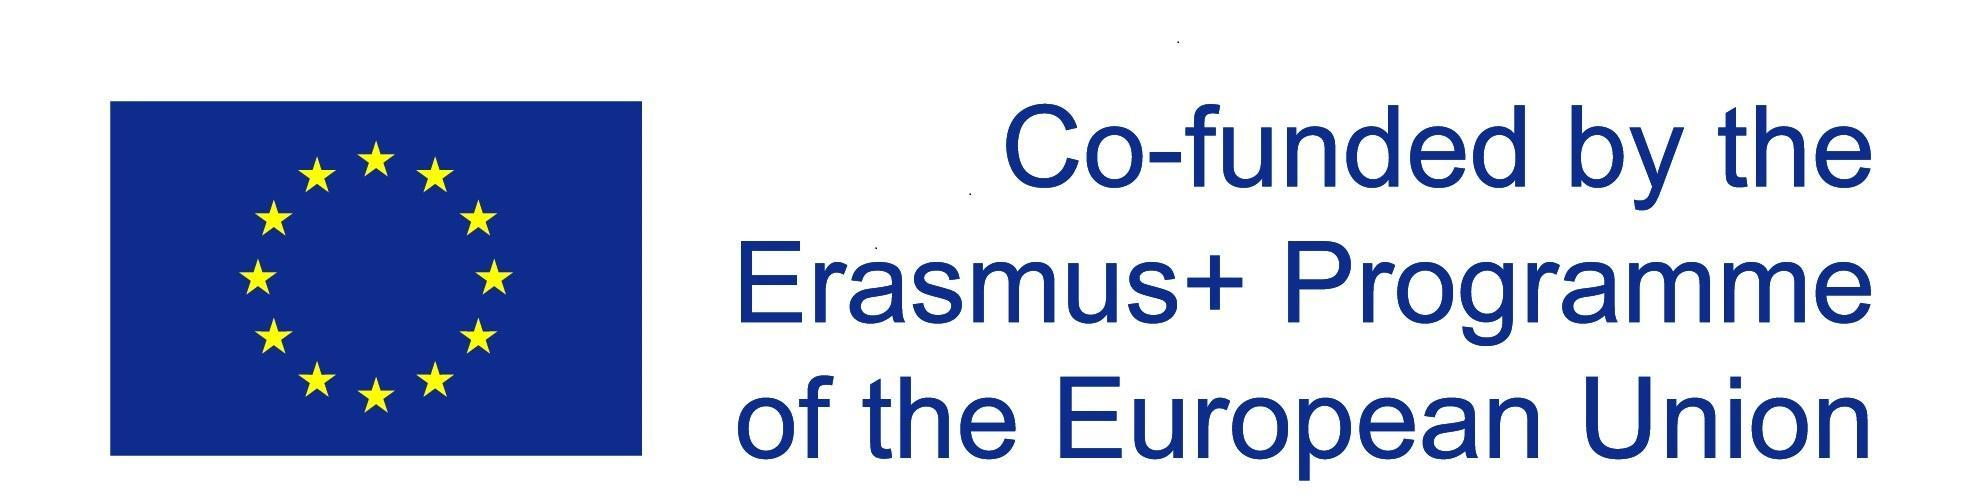 Co-funded by the
Erasmus+ Programme
of the European Union